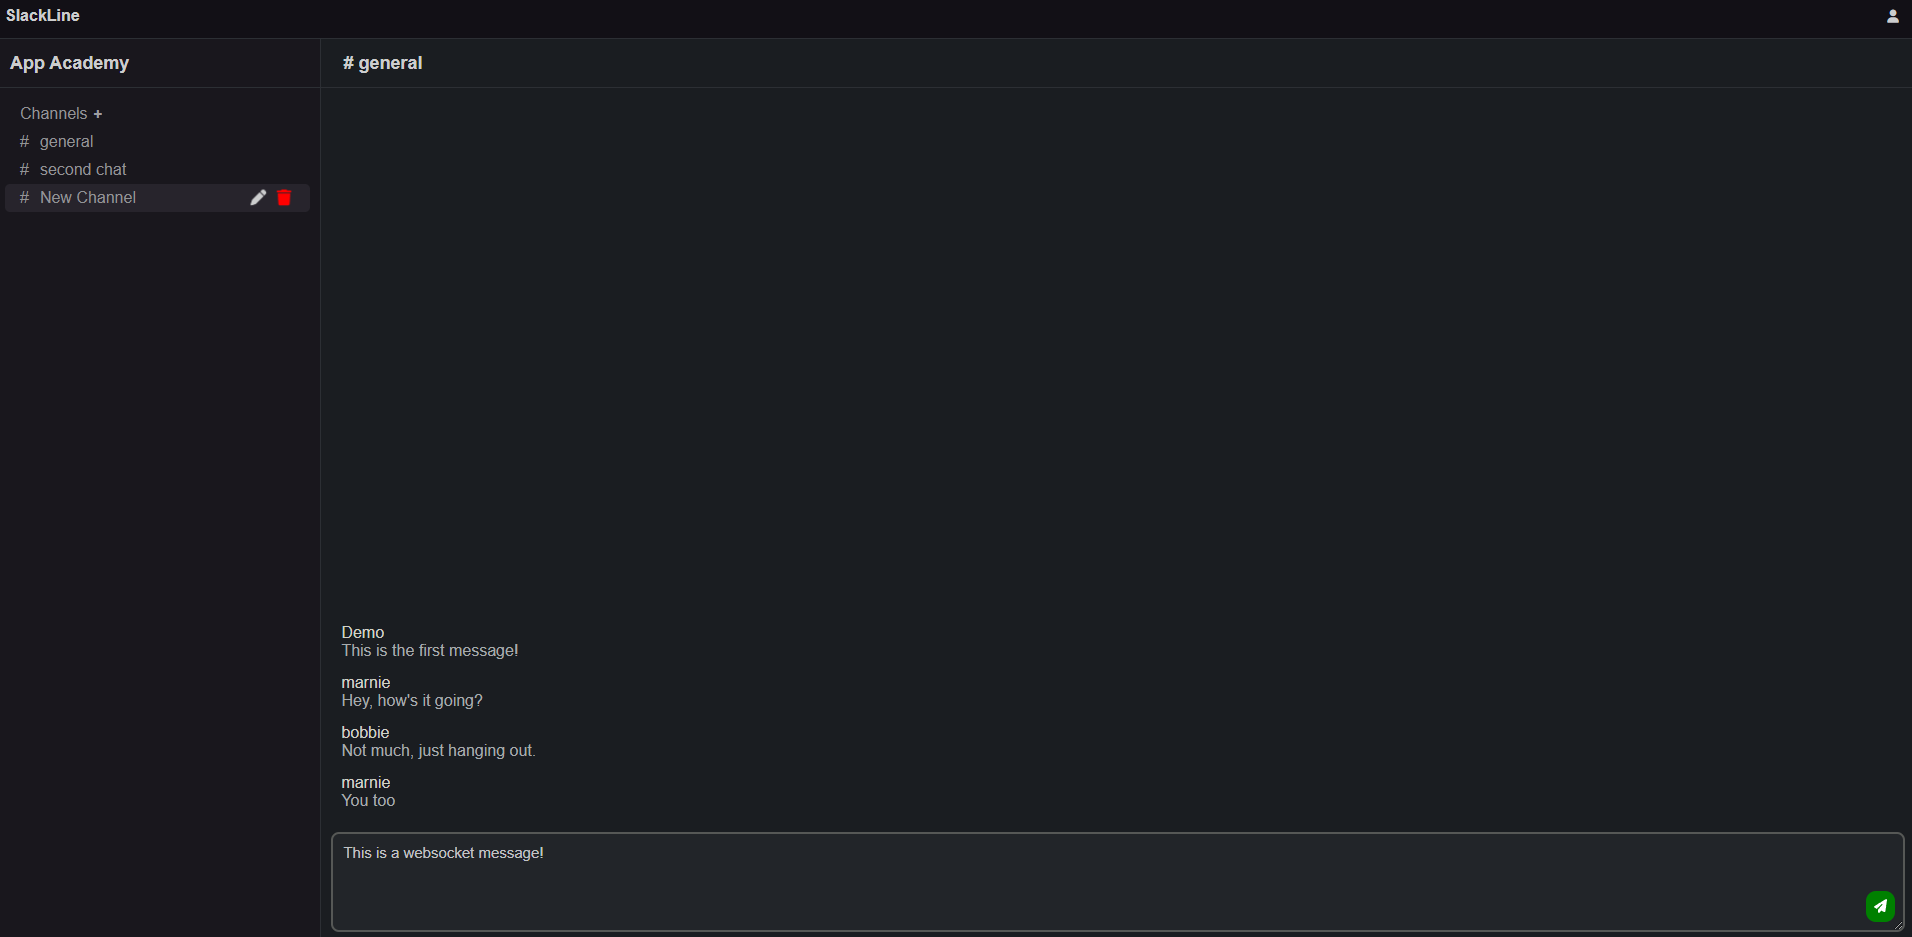 SlackLine
App Academy
# general
Channels +
# general
# second chat
# New Channel
Demo
This is the first message!
marnie
Hey, how's it going?
bobbie
Not much, just hanging out.
marnie
You too
This is a websocket message!